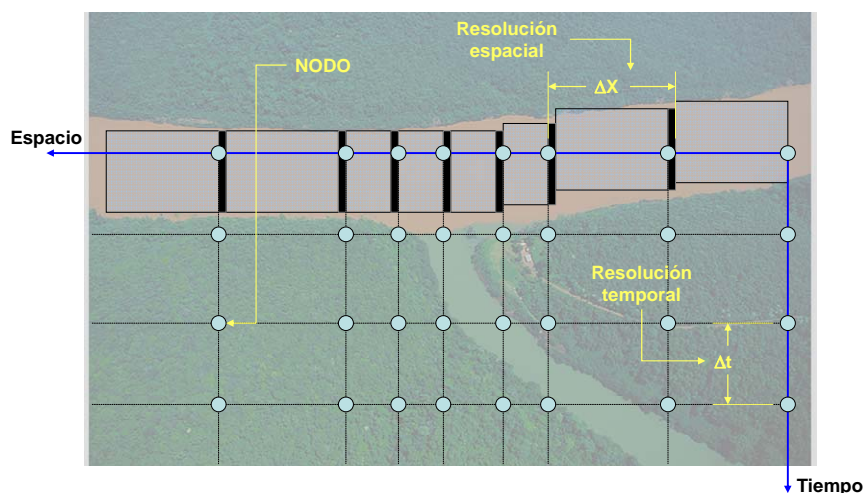 Resolución
espacial
NODO
ΔX
Espacio
Resolución
temporal
Δt
Tiempo